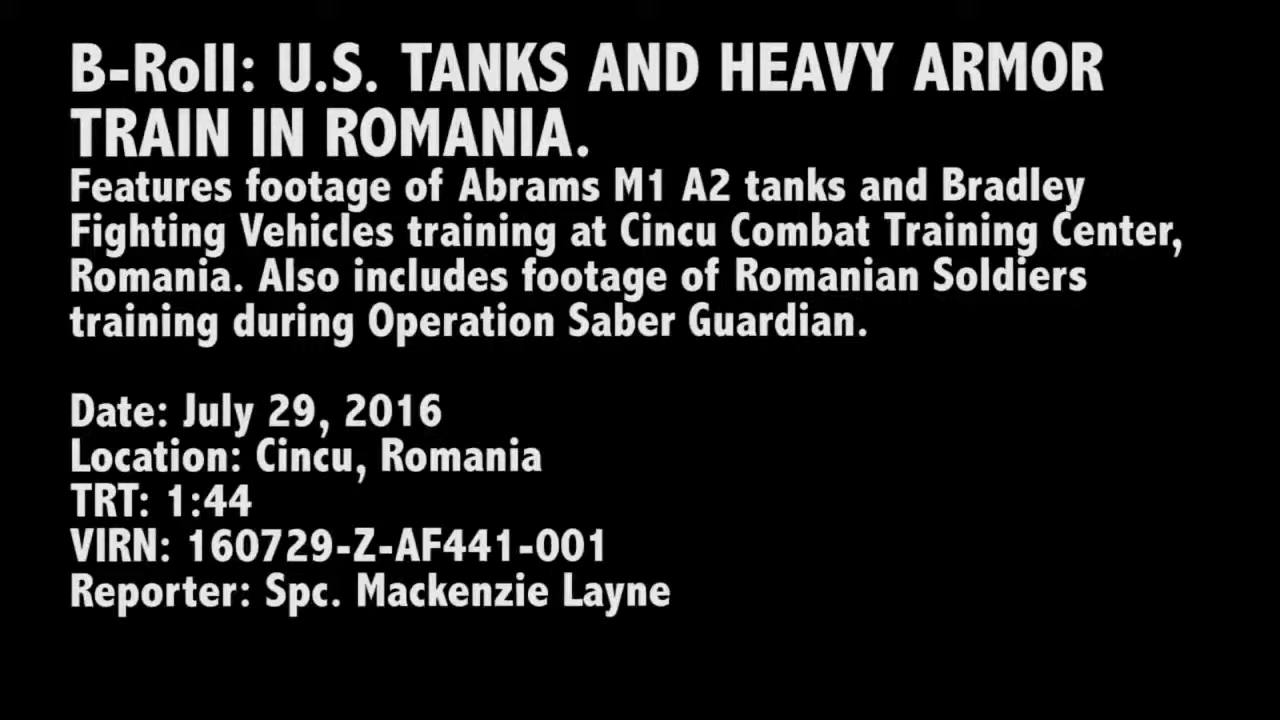 B-Roll: U.S. TANKS AND HEAVY ARMOR
TRAIN IN ROMANIA.
Features footage of Abrams M1 A2 tanks and Bradley
Fighting Vehicles training at Cincu Combat Training Center,
Romania. Also includes footage of Romanian Soldiers
training during Operation Saber Guardian.
Date: July 29, 2016
Location: Cincu, Romania
TRT: 1:44
VIRN: 160729-Z-AF441-001
Reporter: Spc. Mackenzie Layne